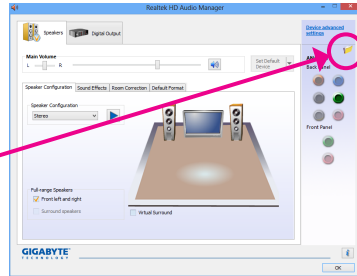 Realtek HD Audio Manager
Speakers
Digital Output
Device advanced
settings
Main Volume
L
R
Set Default
Device
Back Panel
Speaker Configuration
Sound Effects
Room Correction
Default Format
Speaker Configuration
Stereo
Front Panel
Full-range Speakers
Front left and right
Surround speakers
Virtual Surround
GIGABYTE
TECHNOLOGY
OK